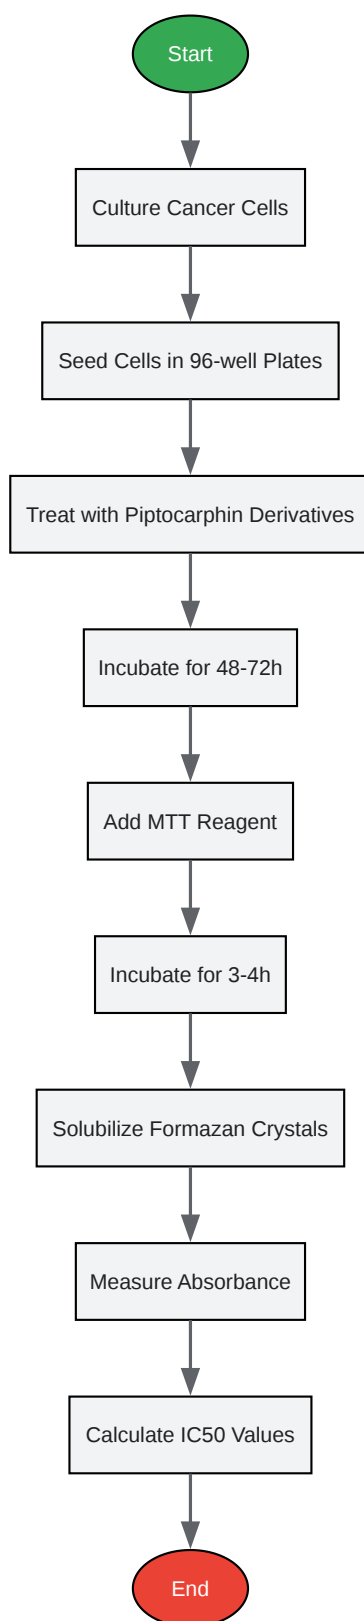 Start
Culture Cancer Cells
Seed Cells in 96-well Plates
Treat with Piptocarphin Derivatives
Incubate for 48-72h
Add MTT Reagent
Incubate for 3-4h
Solubilize Formazan Crystals
Measure Absorbance
Calculate IC50 Values
End